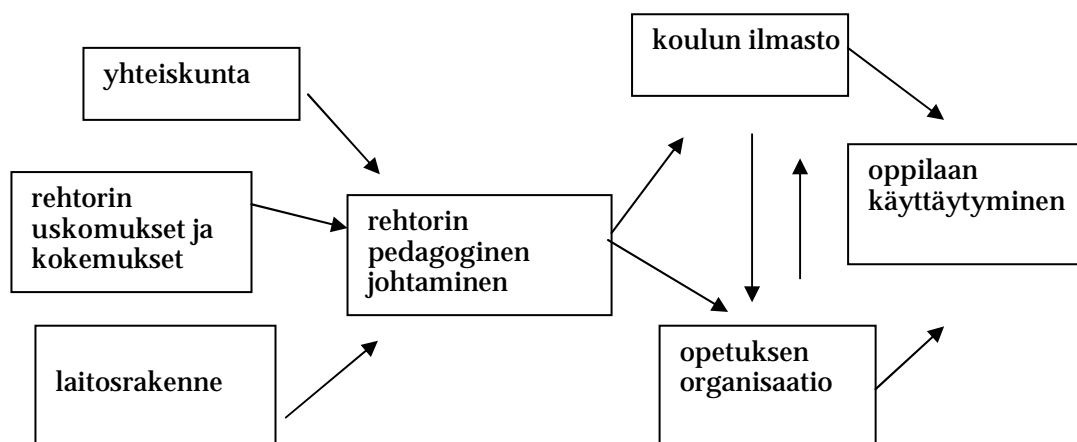 yhteiskunta
rehtorin
uskomukset ja
kokemukset
laitosrakenne
rehtorin
pedagoginen
johtaminen
koulun ilmasto
opetuksen
organisaatio
oppilaan
käyttäytyminen